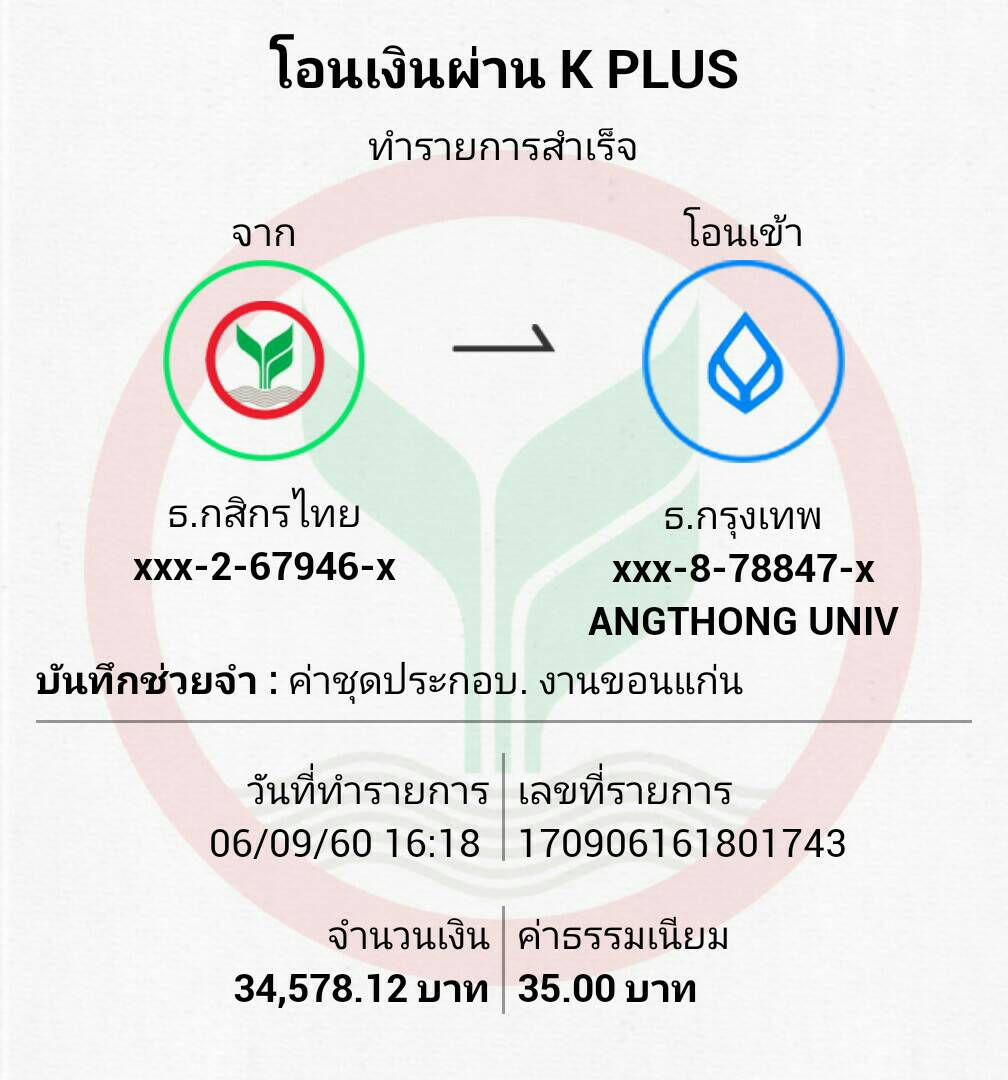 โอนเงินผ่าน K PLUS
ทำรายการสำเร็จ
จาก
โอนเข้า
ธ.กสิกรไทย
xxx-2-67946-x
ธ.กรุงเทพ
xxx-8-78847-x
ANGTHONG UNIV
บันทึกช่วยจำ : ค่าชุดประกอบ. งานขอนแก่น
วันที่ทำรายการ
06/09/60 16:18
เลขที่รายการ
170906161801743
จำนวนเงิน
34,578.12 บาท
ค่าธรรมเนียม
35.00 บาท